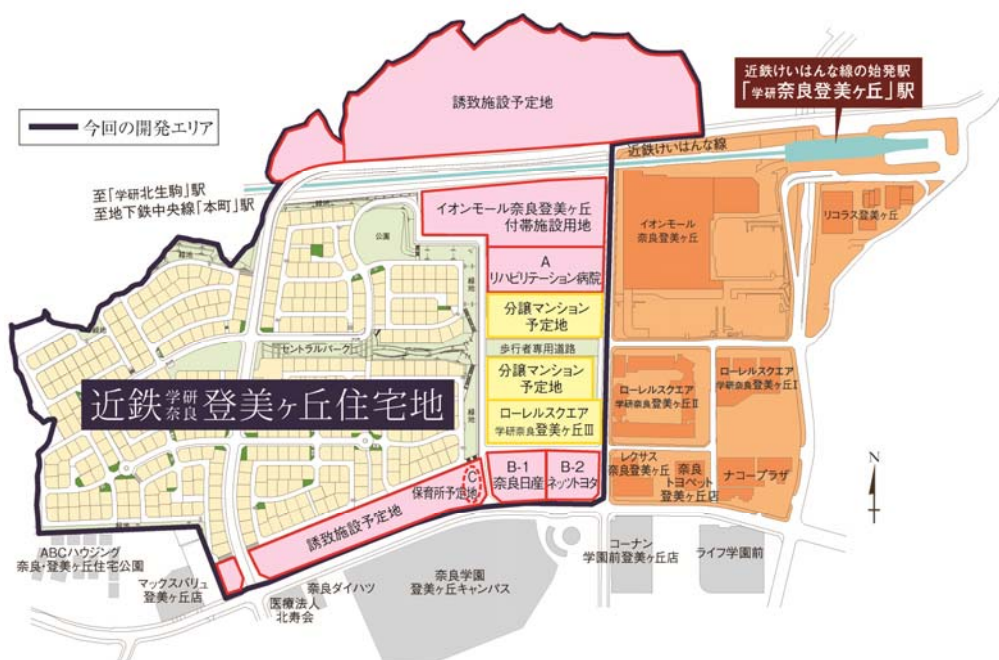 誘致施設予定地
近鉄けいはんな線の始発駅
「学研奈良登美ヶ丘」駅
今回の開発エリア
近鉄けいはんな線
至「学研北生駒」駅
至地下鉄中央線「本町」駅
緑地
公園
イオンモール奈良登美ヶ丘
付帯施設用地
イオンモール
奈良登美ヶ丘
リコラス登美ヶ丘
A
リハビリテーション病院
緑地
分譲マンション
予定地
緑地
セントラルパーク
歩行者専用道路
分譲マンション
予定地
近鉄学研奈良登美ヶ丘住宅地
ローレルスクエア
学研奈良登美ヶ丘Ⅱ
ローレルスクエア
学研奈良登美ヶ丘Ⅰ
緑地
ローレルスクエア
学研奈良登美ヶ丘Ⅲ
N
B-1
奈良日産
B-2
ネッツトヨタ
レクサス
奈良登美ヶ丘
奈良
トヨペット
登美ヶ丘店
ナコープラザ
C
保育所予定地
誘致施設予定地
緑地
ABCハウジング
奈良・登美ヶ丘住宅公園
マックスバリュ
登美ヶ丘店
奈良ダイハツ
医療法人
北寿会
奈良学園
登美ヶ丘キャンパス
コーナン
学園前登美ヶ丘店
ライフ学園前